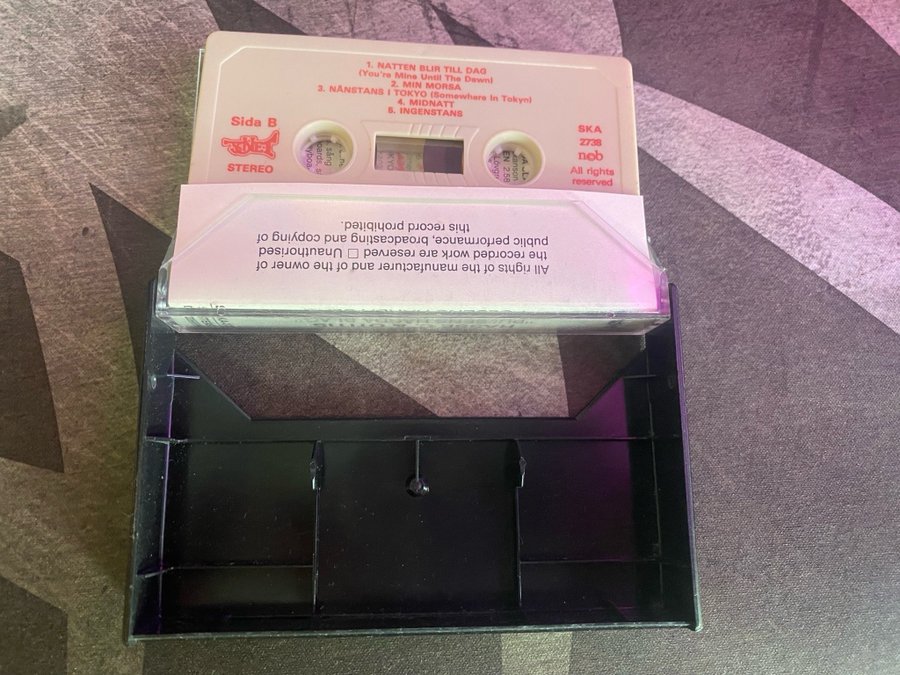 1. NATTEN BLIR TILL DAG
(You're Mine Until The Dawn)
2. MIN MORSA
3. NÅNSTANS I TOKYO (Somewhere In Tokyo)
4. MIDNATT
5. INGENSTANS
Sida B
STEREO
SKA
2738
ncb
All rights
reserved
All rights of the manufacturer and of the owner of
the recorded work are reserved □ Unauthorised
public performance, broadcasting and copying of
this record prohibited.